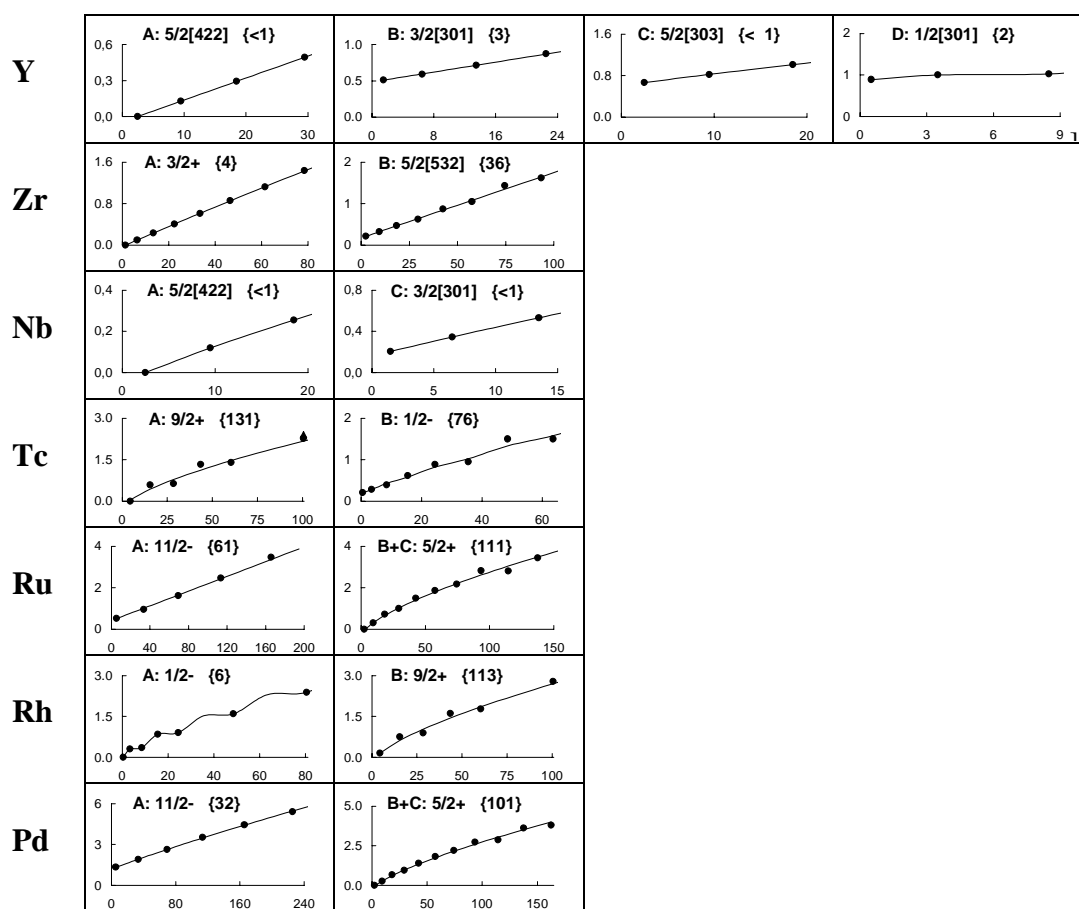 Y
A: 5/2[422] {<1}
0,6
0,3
0,0
0 10 20 30
B: 3/2[301] {3}
1.0
0.5
0.0
0 8 16 24
C: 5/2[303] {< 1}
1.6
0.8
0.0
0 10 20
D: 1/2[301] {2}
2
1
0
0 3 6 9
Zr
A: 3/2+ {4}
1.6
0.8
0.0
0 20 40 60 80
B: 5/2[532] {36}
2
1
0
0 25 50 75 100
Nb
A: 5/2[422] {<1}
0,4
0,2
0,0
0 10 20
C: 3/2[301] {<1}
0,8
0,4
0,0
0 5 10 15
Tc
A: 9/2+ {131}
3.0
1.5
0.0
0 25 50 75 100
B: 1/2- {76}
2
1
0
0 20 40 60
Ru
A: 11/2- {61}
4
2
0
0 40 80 120 160 200
B+C: 5/2+ {111}
4
2
0
0 50 100 150
Rh
A: 1/2- {6}
3.0
1.5
0.0
0 20 40 60 80
B: 9/2+ {113}
3.0
1.5
0.0
0 25 50 75 100
Pd
A: 11/2- {32}
6
3
0
0 80 160 240
B+C: 5/2+ {101}
5.0
2.5
0.0
0 50 100 150